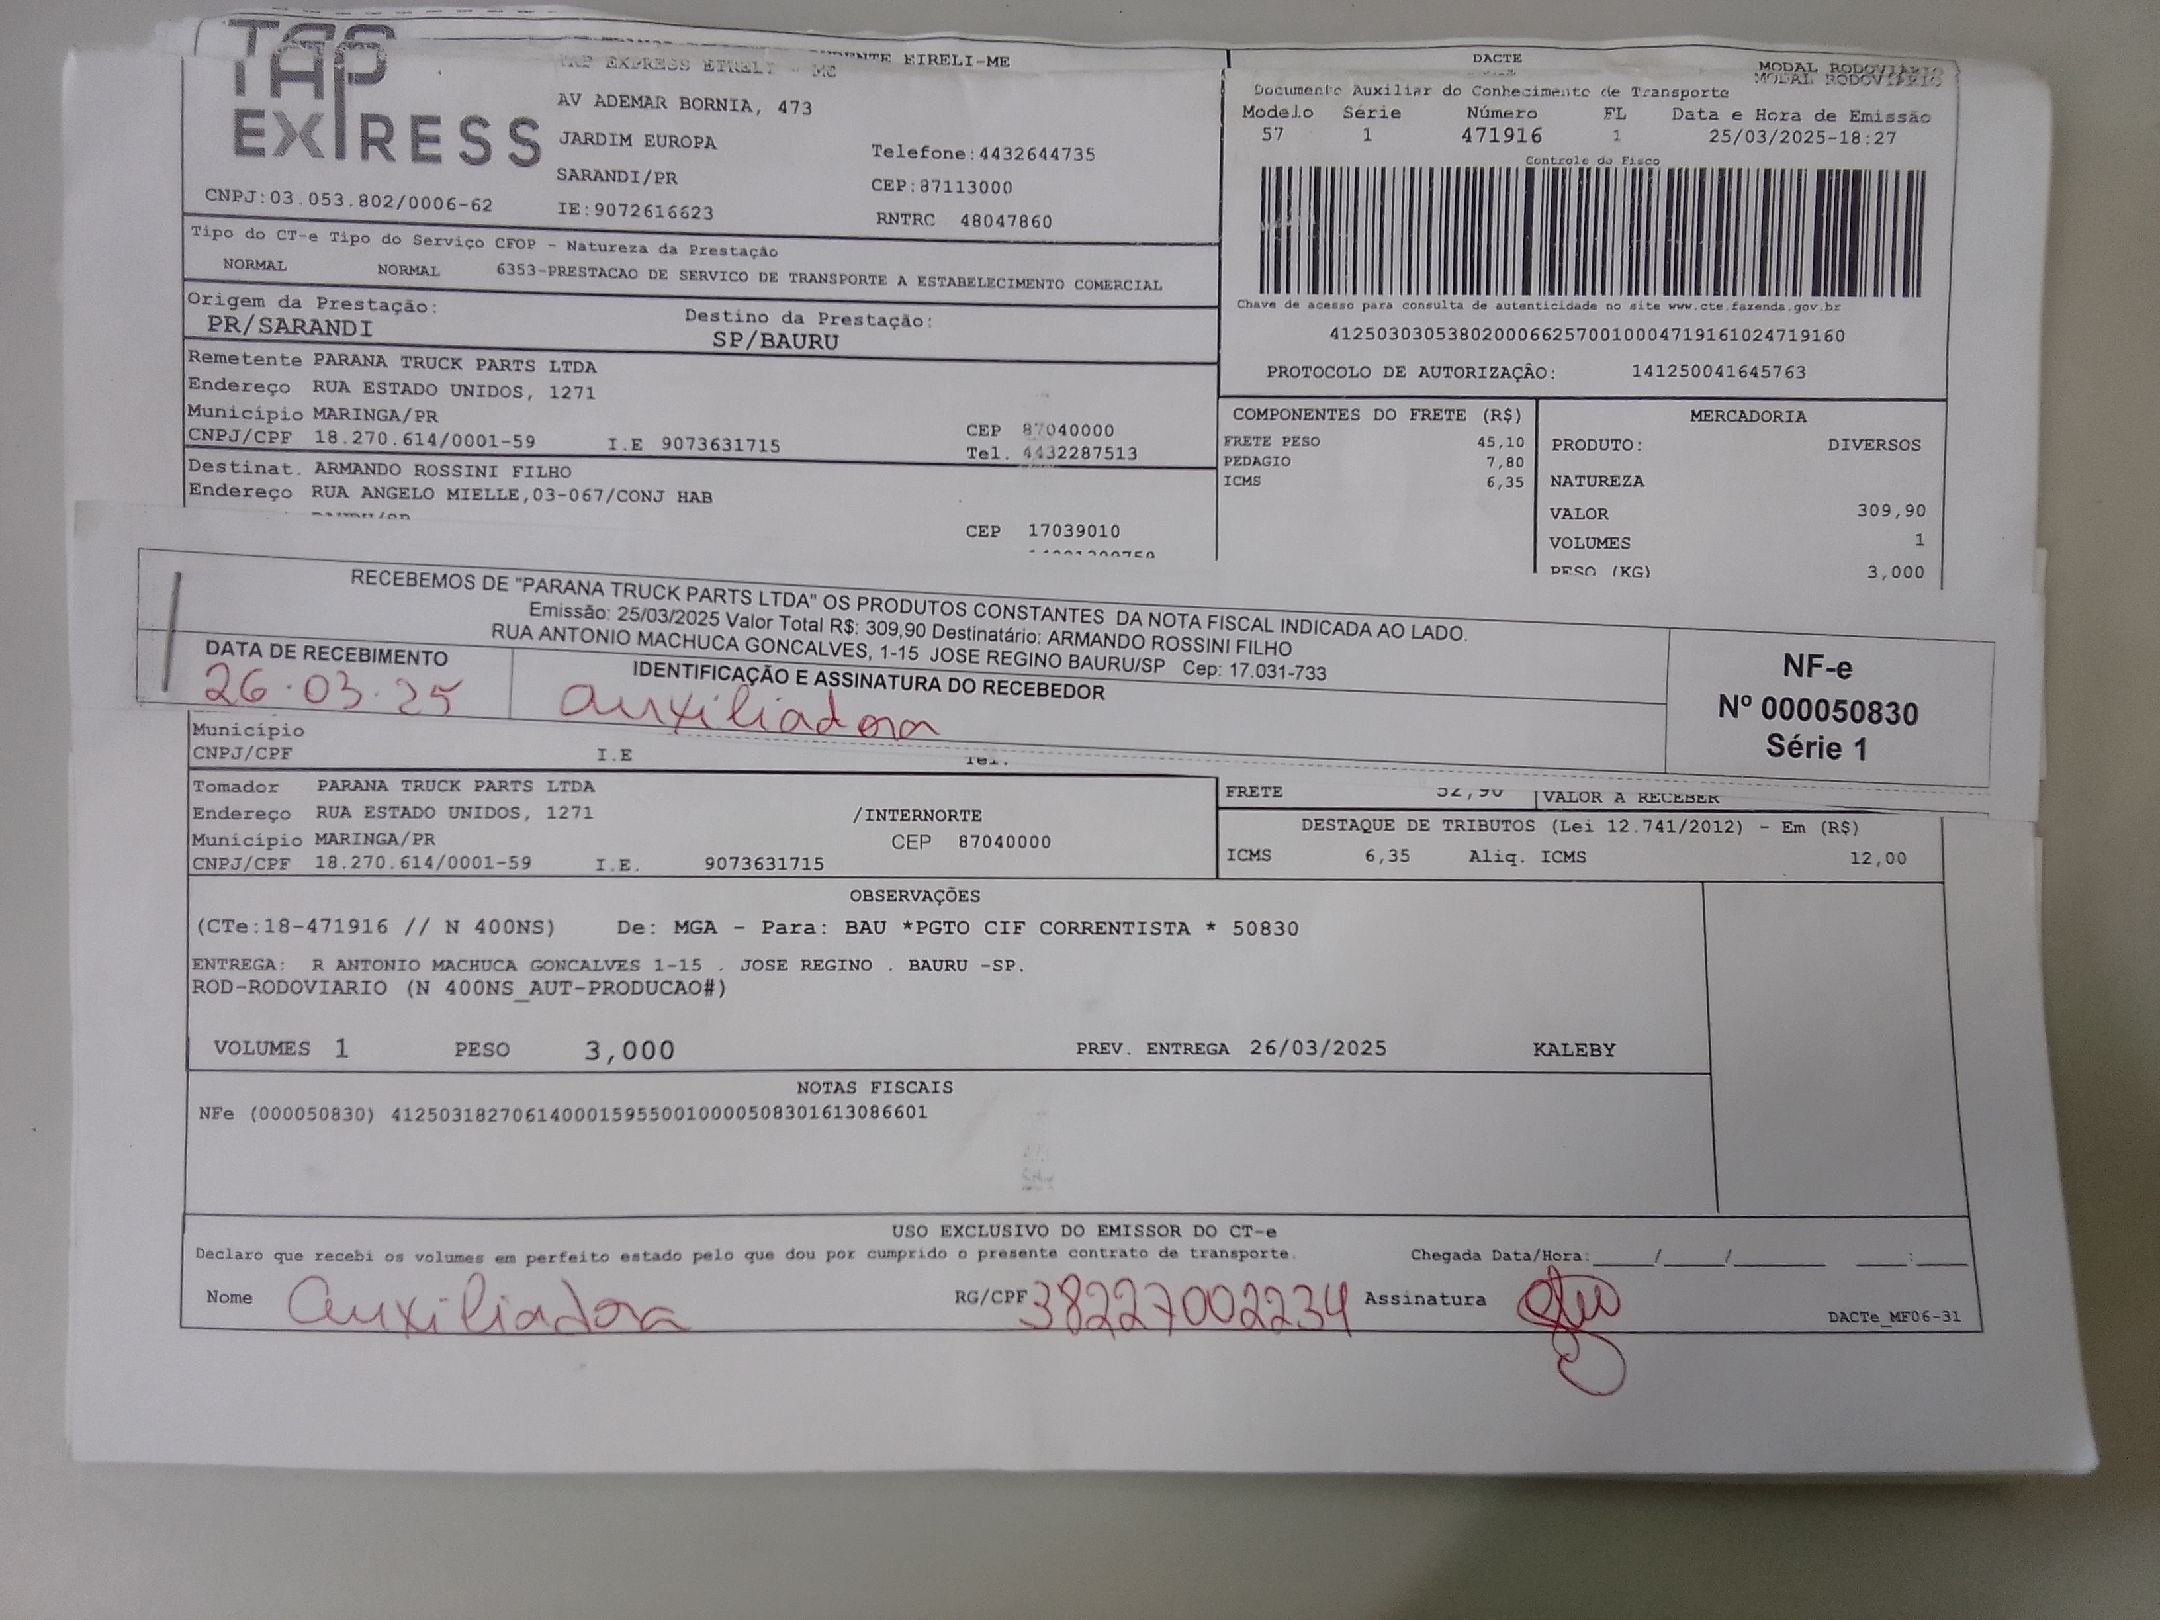 TAP EXPRESS
ENTE EIRELI-ME
TAP EXPRESS EIRELI - ME
AV ADEMAR BORNIA, 473
JARDIM EUROPA
Telefone:4432644735
SARANDI/PR
CEP:87113000
CNPJ:03.053.802/0006-62
IE:9072616623
RNTRC 48047860
DACTE
MODAL RODOVIARIO
MODAL RODOVIARIO
Documento Auxiliar do Conhecimento de Transporte
Modelo Série Número FL Data e Hora de Emissão
57 1 471916 1 25/03/2025-18:27
Controle do Fisco
Chave de acesso para consulta de autenticidade no site www.cte.fazenda.gov.br
41250303053802000662570010004719161024719160
PROTOCOLO DE AUTORIZAÇÃO: 141250041645763
Tipo do CT-e Tipo do Serviço CFOP - Natureza da Prestação
NORMAL NORMAL 6353-PRESTACAO DE SERVICO DE TRANSPORTE A ESTABELECIMENTO COMERCIAL
Origem da Prestação: Destino da Prestação:
PR/SARANDI SP/BAURU
Remetente PARANA TRUCK PARTS LTDA
Endereço RUA ESTADO UNIDOS, 1271
Município MARINGA/PR CEP 87040000
CNPJ/CPF 18.270.614/0001-59 I.E 9073631715 Tel. 4432287513
Destinat. ARMANDO ROSSINI FILHO
Endereço RUA ANGELO MIELLE,03-067/CONJ HAB
CEP 17039010
COMPONENTES DO FRETE (R$)
FRETE PESO 45,10
PEDAGIO 7,80
ICMS 6,35
MERCADORIA
PRODUTO: DIVERSOS
NATUREZA
VALOR 309,90
VOLUMES 1
PESO (KG) 3,000
RECEBEMOS DE "PARANA TRUCK PARTS LTDA" OS PRODUTOS CONSTANTES DA NOTA FISCAL INDICADA AO LADO.
Emissão: 25/03/2025 Valor Total R$: 309,90 Destinatário: ARMANDO ROSSINI FILHO
RUA ANTONIO MACHUCA GONCALVES, 1-15 JOSE REGINO BAURU/SP Cep: 17.031-733
DATA DE RECEBIMENTO
26.03.25
IDENTIFICAÇÃO E ASSINATURA DO RECEBEDOR
auxiliadora
NF-e
Nº 000050830
Série 1
Município
CNPJ/CPF I.E Tel.
Tomador PARANA TRUCK PARTS LTDA
Endereço RUA ESTADO UNIDOS, 1271 /INTERNORTE
Município MARINGA/PR CEP 87040000
CNPJ/CPF 18.270.614/0001-59 I.E. 9073631715
FRETE 52,90 VALOR A RECEBER
DESTAQUE DE TRIBUTOS (Lei 12.741/2012) - Em (R$)
ICMS 6,35 Aliq. ICMS 12,00
OBSERVAÇÕES
(CTe:18-471916 // N 400NS) De: MGA - Para: BAU *PGTO CIF CORRENTISTA * 50830
ENTREGA: R ANTONIO MACHUCA GONCALVES 1-15 . JOSE REGINO . BAURU -SP.
ROD-RODOVIARIO (N 400NS_AUT-PRODUCAO#)
VOLUMES 1 PESO 3,000 PREV. ENTREGA 26/03/2025 KALEBY
NOTAS FISCAIS
NFe (000050830) 41250318270614000159550010000508301613086601
USO EXCLUSIVO DO EMISSOR DO CT-e
Declaro que recebi os volumes em perfeito estado pelo que dou por cumprido o presente contrato de transporte. Chegada Data/Hora:_____/_____/_______ ____:____
Nome auxiliadora RG/CPF 38227002234 Assinatura
DACTe_MF06-31